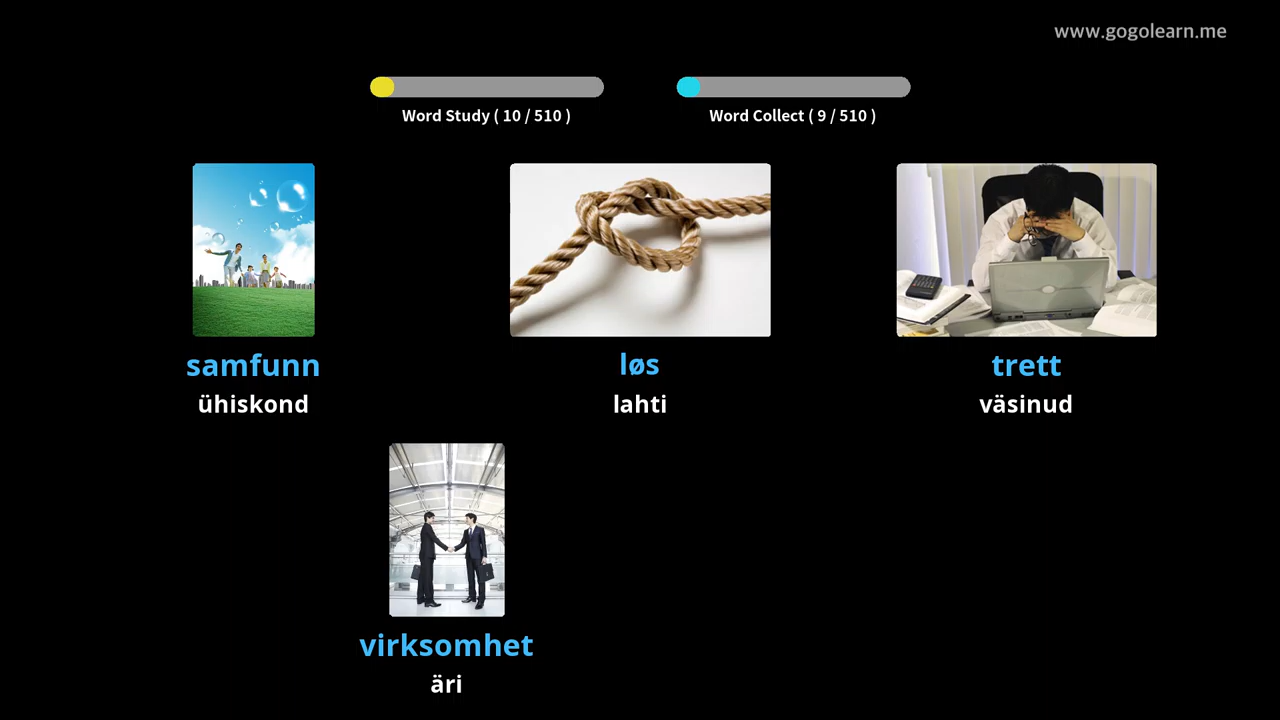 www.gogolearn.me
Word Study ( 10 / 510 )
Word Collect ( 9 / 510 )
samfunn
ühiskond
løs
lahti
trett
väsinud
virksomhet
äri